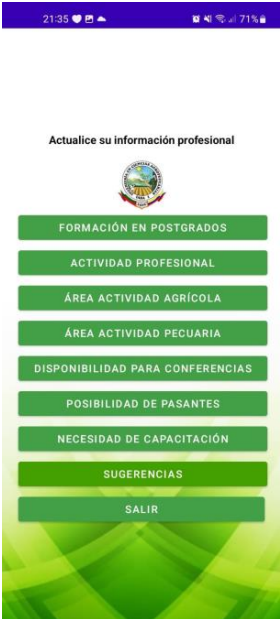 21:35
71%
Actualice su información profesional
FORMACIÓN EN POSTGRADOS
ACTIVIDAD PROFESIONAL
ÁREA ACTIVIDAD AGRÍCOLA
ÁREA ACTIVIDAD PECUARIA
DISPONIBILIDAD PARA CONFERENCIAS
POSIBILIDAD DE PASANTES
NECESIDAD DE CAPACITACIÓN
SUGERENCIAS
SALIR